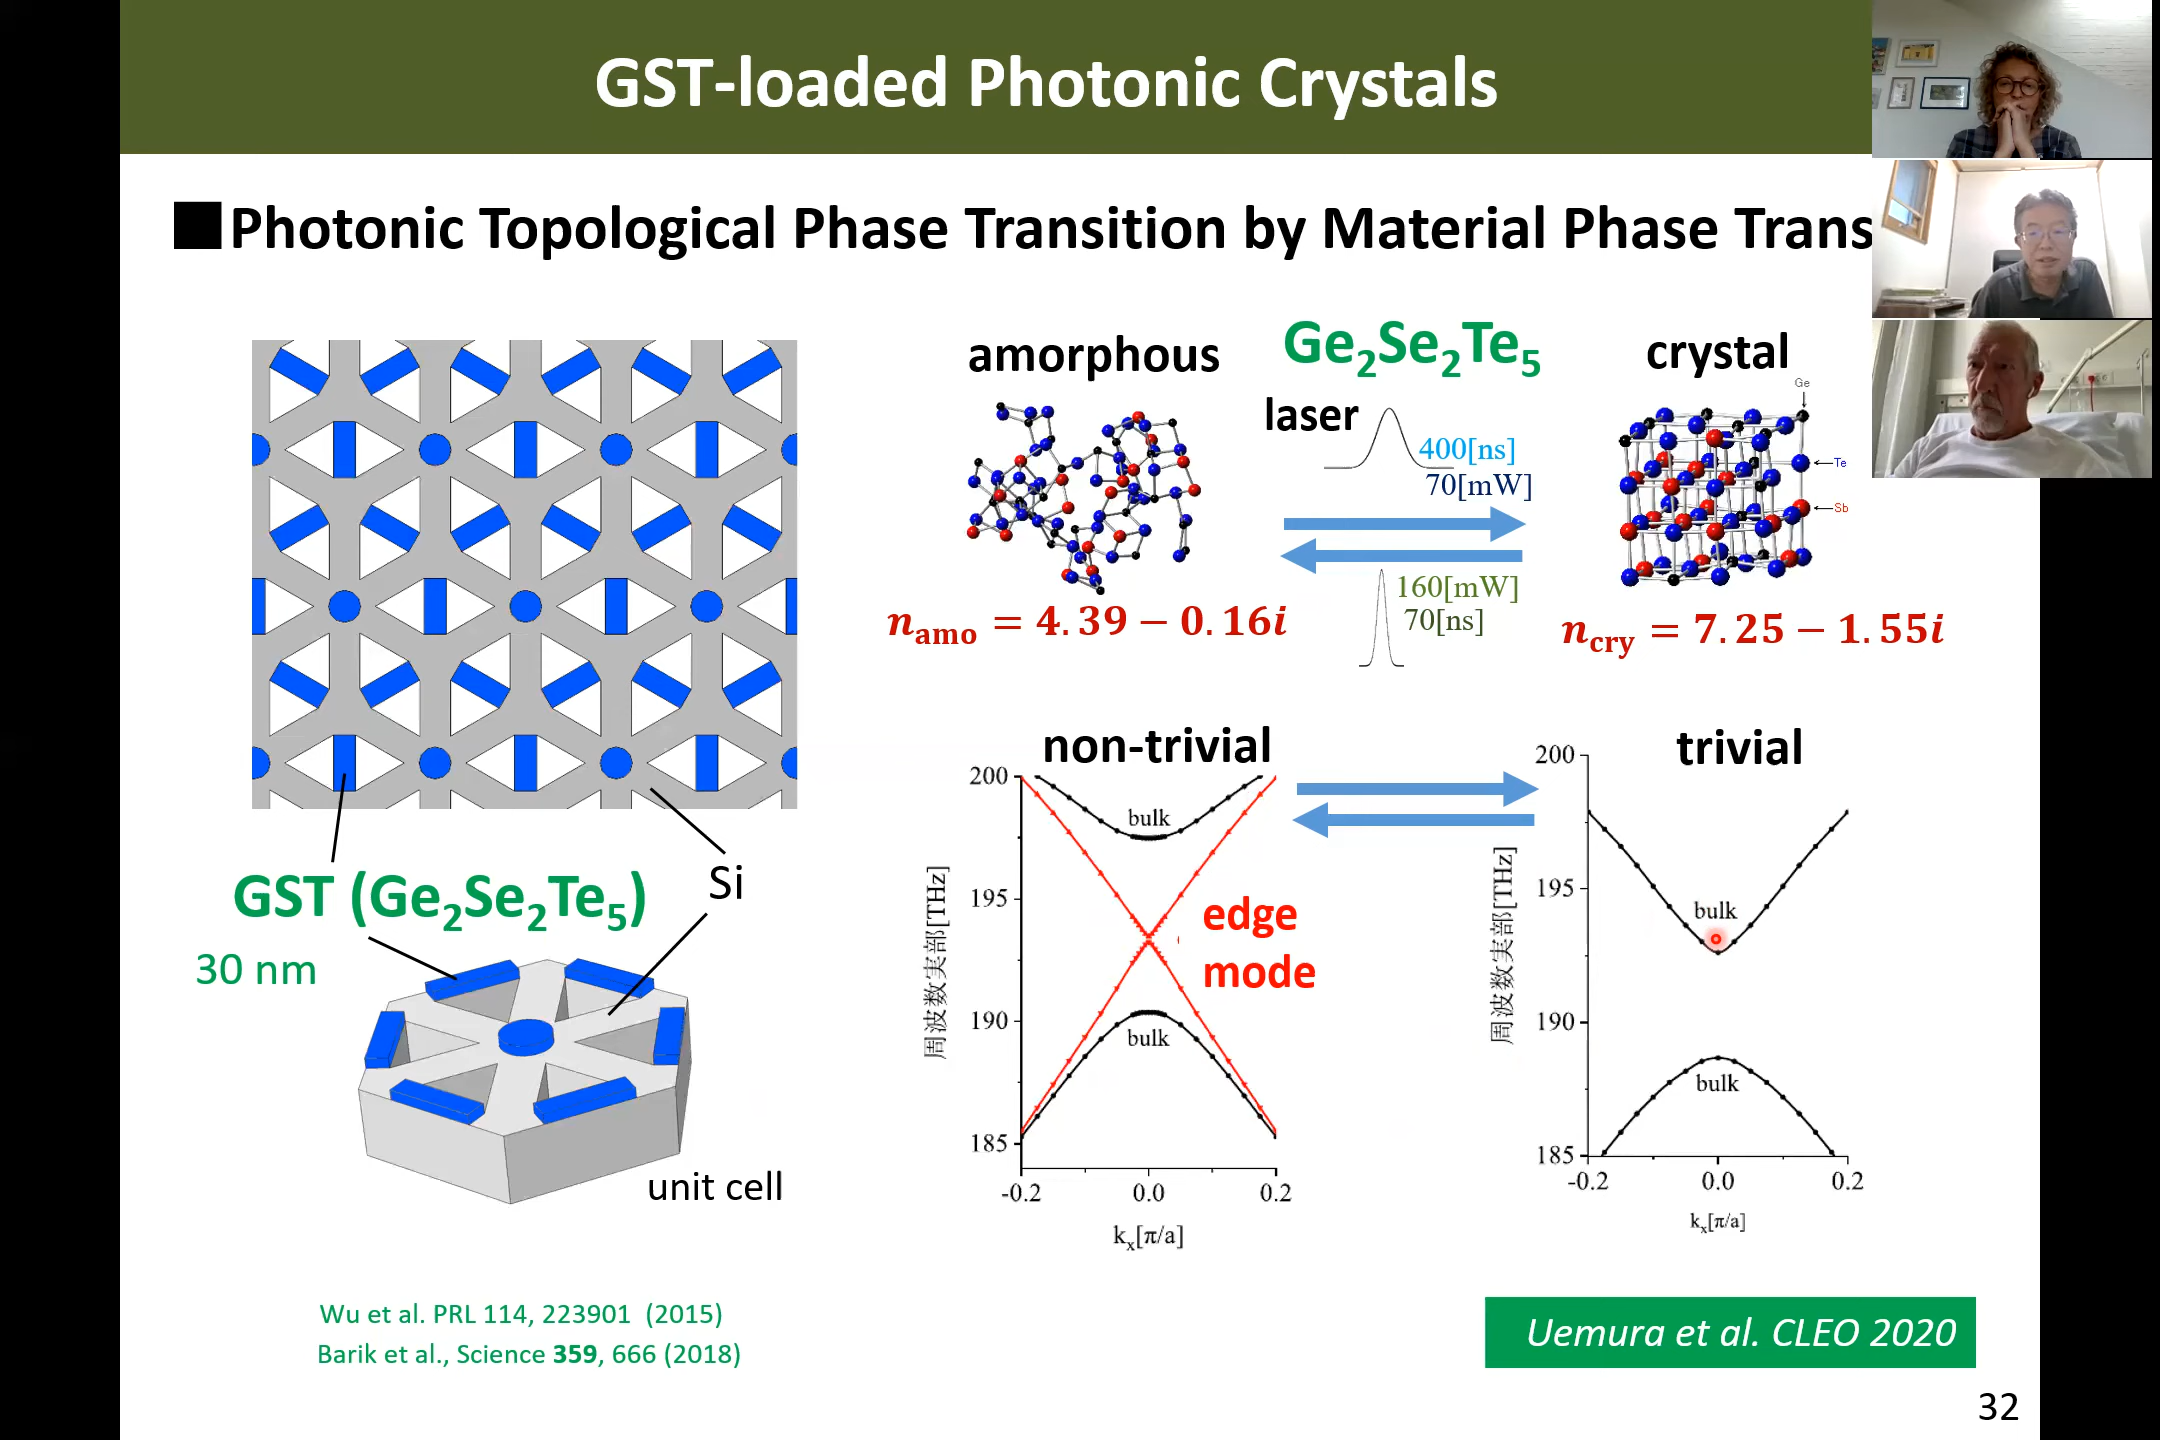 GST-loaded Photonic Crystals
■Photonic Topological Phase Transition by Material Phase Trans
amorphous
Ge2Se2Te5
crystal
laser
400[ns]
70[mW]
160[mW]
70[ns]
Ge
Te
Sb
namo = 4.39 − 0.16i
ncry = 7.25 − 1.55i
GST (Ge2Se2Te5)
30 nm
Si
unit cell
non-trivial
200
195
190
185
周波数実部[THz]
bulk
edge
mode
bulk
-0.2
0.0
0.2
kx[π/a]
trivial
200
195
190
185
周波数実部[THz]
bulk
bulk
-0.2
0.0
0.2
kx[π/a]
Wu et al. PRL 114, 223901 (2015)
Barik et al., Science 359, 666 (2018)
Uemura et al. CLEO 2020
32